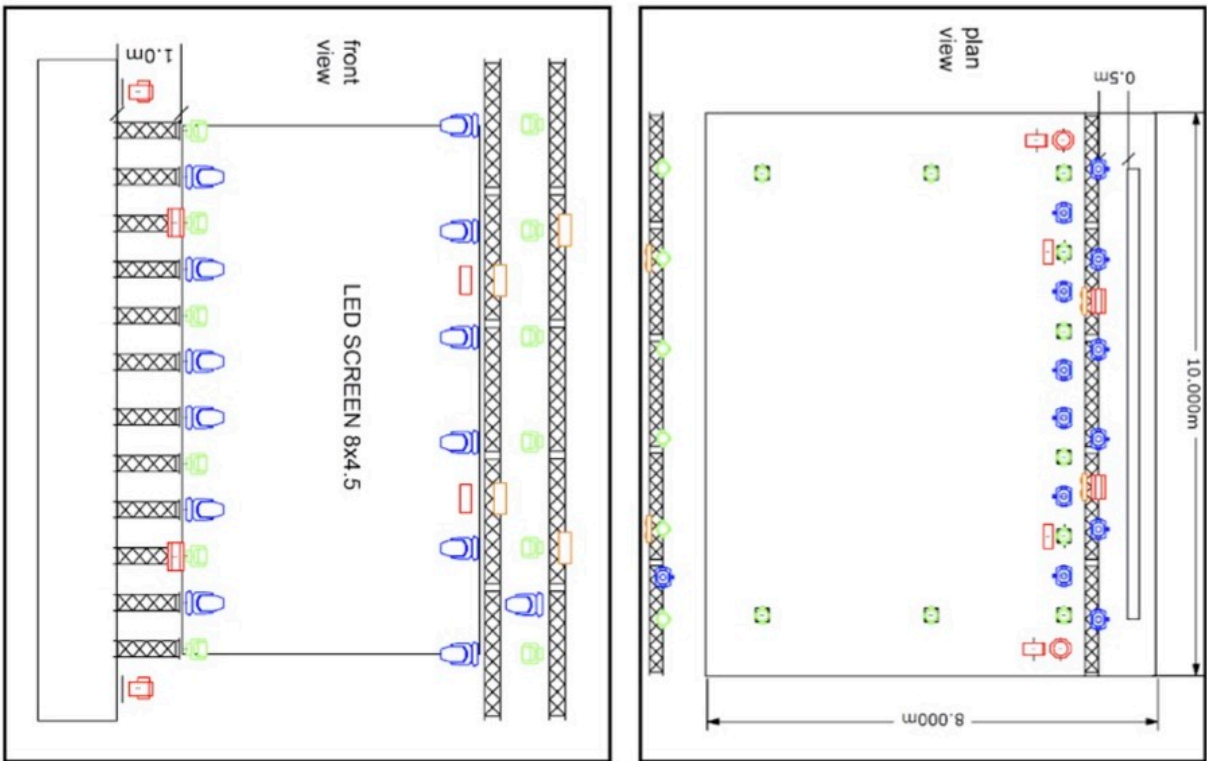 front
view
1.0m
LED SCREEN 8x4.5
plan
view
0.5m
10.000m
8.000m